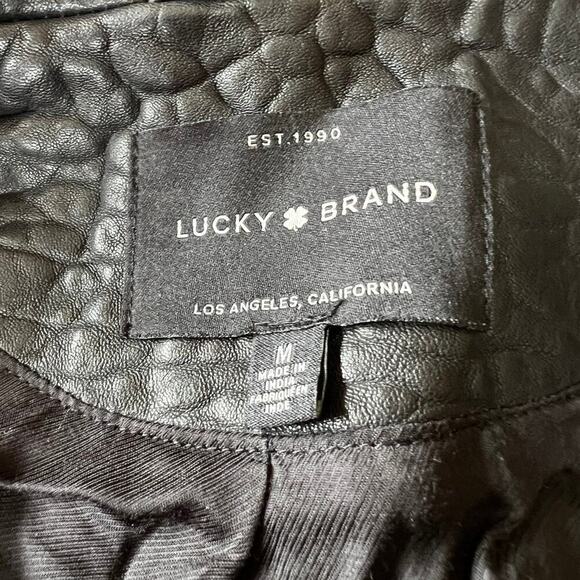 EST.1990
LUCKY BRAND
LOS ANGELES, CALIFORNIA
M
MADE IN
INDIA
FABRIQUÉ EN
INDE